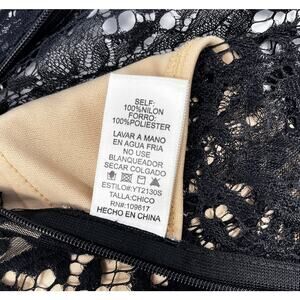 SELF:
100%NILON
FORRO:
100%POLIESTER
LAVAR A MANO
EN AGUA FRIA
NO USE
BLANQUEADOR
SECAR COLGADO
ESTILO#:YT2130S
TALLA:CHICO
RN#:109617
HECHO EN CHINA